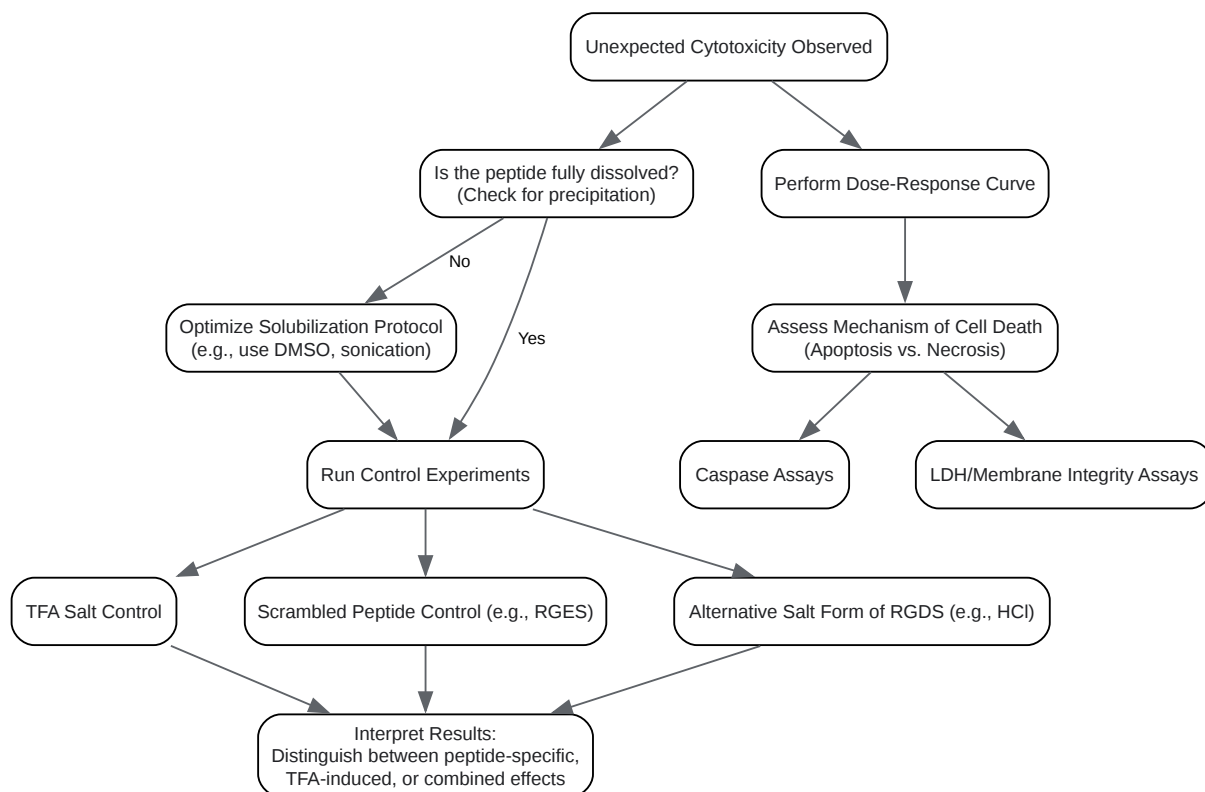 Unexpected Cytotoxicity Observed
Is the peptide fully dissolved?
(Check for precipitation)
Perform Dose-Response Curve
No
Yes
Optimize Solubilization Protocol
(e.g., use DMSO, sonication)
Assess Mechanism of Cell Death
(Apoptosis vs. Necrosis)
Run Control Experiments
Caspase Assays
LDH/Membrane Integrity Assays
TFA Salt Control
Scrambled Peptide Control (e.g., RGES)
Alternative Salt Form of RGDS (e.g., HCl)
Interpret Results:
Distinguish between peptide-specific,
TFA-induced, or combined effects